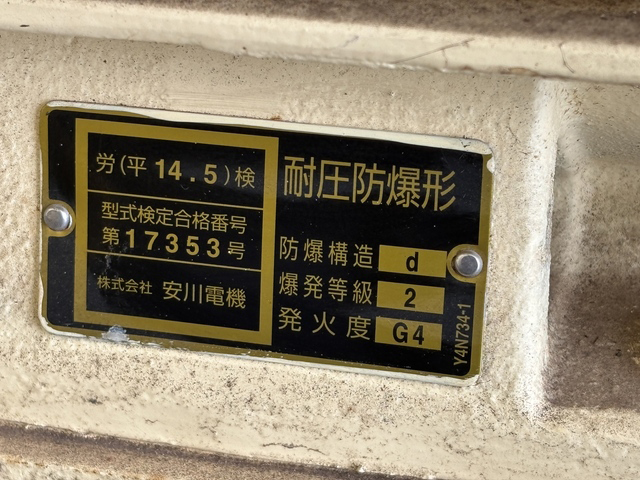 労(平14.5)検
型式検定合格番号
第17353号
株式会社 安川電機
耐圧防爆形
防爆構造 d
爆発等級 2
発火度 G4
Y4N734-1